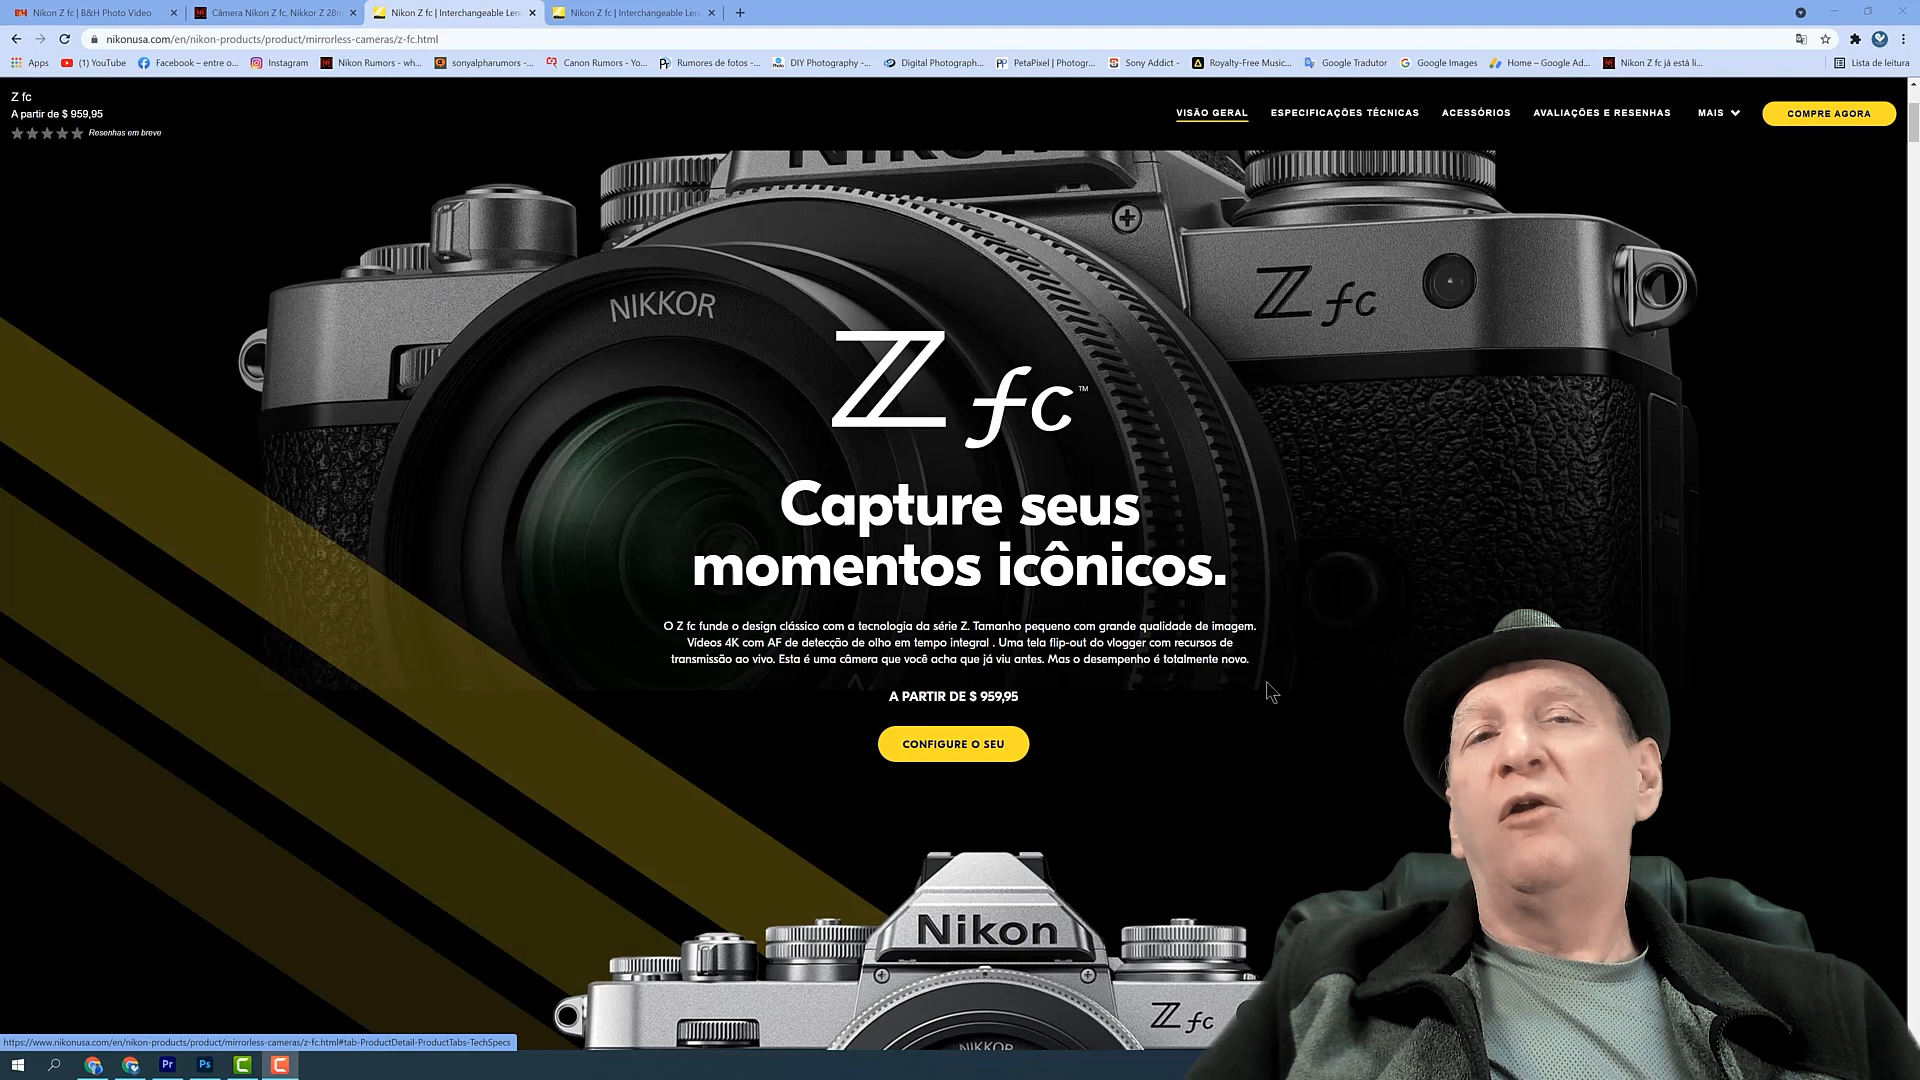 Nikon Z fc | B&H Photo Video
Câmera Nikon Z fc, Nikkor Z 28m
Nikon Z fc | Interchangeable Len
Nikon Z fc | Interchangeable Len
nikonusa.com/en/nikon-products/product/mirrorless-cameras/z-fc.html
Apps
(1) YouTube
Facebook – entre o...
Instagram
Nikon Rumors - wh...
sonyalpharumors -...
Canon Rumors - Yo...
Rumores de fotos -...
DIY Photography -...
Digital Photograph...
PetaPixel | Photogr...
Sony Addict -
Royalty-Free Music...
Google Tradutor
Google Images
Home – Google Ad...
Nikon Z fc já está li...
Lista de leitura
Z fc
A partir de $ 959,95
Resenhas em breve
VISÃO GERAL
ESPECIFICAÇÕES TÉCNICAS
ACESSÓRIOS
AVALIAÇÕES E RESENHAS
MAIS
COMPRE AGORA
Nikon
NIKKOR
Z fc
Z fc™
Capture seus
momentos icônicos.
O Z fc funde o design clássico com a tecnologia da série Z. Tamanho pequeno com grande qualidade de imagem.
Vídeos 4K com AF de detecção de olho em tempo integral . Uma tela flip-out do vlogger com recursos de
transmissão ao vivo. Esta é uma câmera que você acha que já viu antes. Mas o desempenho é totalmente novo.
A PARTIR DE $ 959,95
CONFIGURE O SEU
Nikon
Z fc
NIKKOR
https://www.nikonusa.com/en/nikon-products/product/mirrorless-cameras/z-fc.html#tab-ProductDetail-ProductTabs-TechSpecs
Pr
Ps